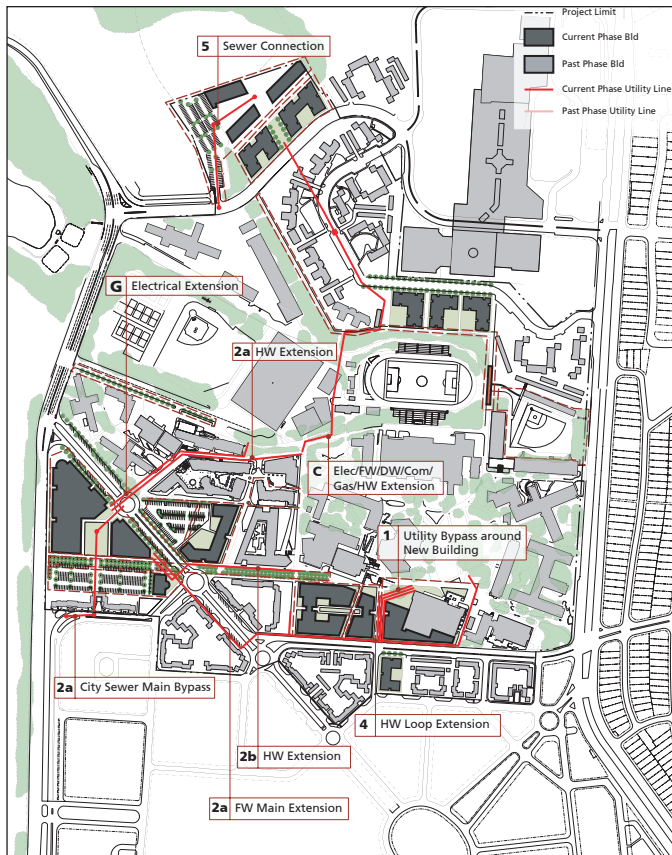 Project Limit
Current Phase Bld
Past Phase Bld
Current Phase Utility Line
Past Phase Utility Line
5 Sewer Connection
G Electrical Extension
2a HW Extension
C Elec/FW/DW/Com/
Gas/HW Extension
1 Utility Bypass around
New Building
2a City Sewer Main Bypass
4 HW Loop Extension
2b HW Extension
2a FW Main Extension